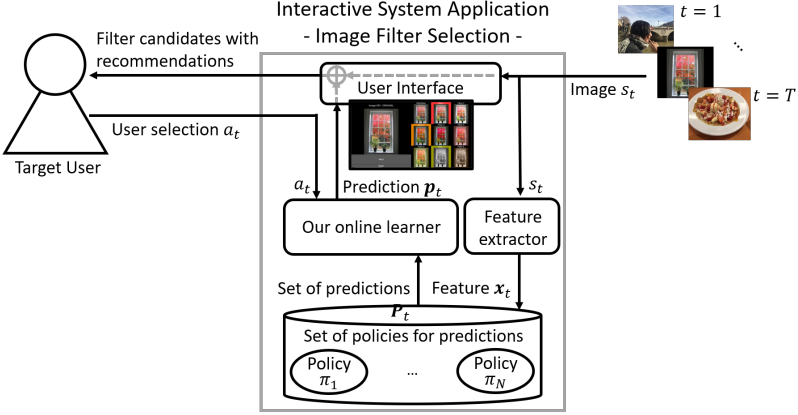 Interactive System Application
- Image Filter Selection -
t = 1
Filter candidates with
recommendations
User Interface
Image s_t
t = T
User selection a_t
Target User
a_t
Prediction p_t
s_t
Our online learner
Feature
extractor
Set of predictions
P_t
Feature x_t
Set of policies for predictions
Policy
π_1
...
Policy
π_N